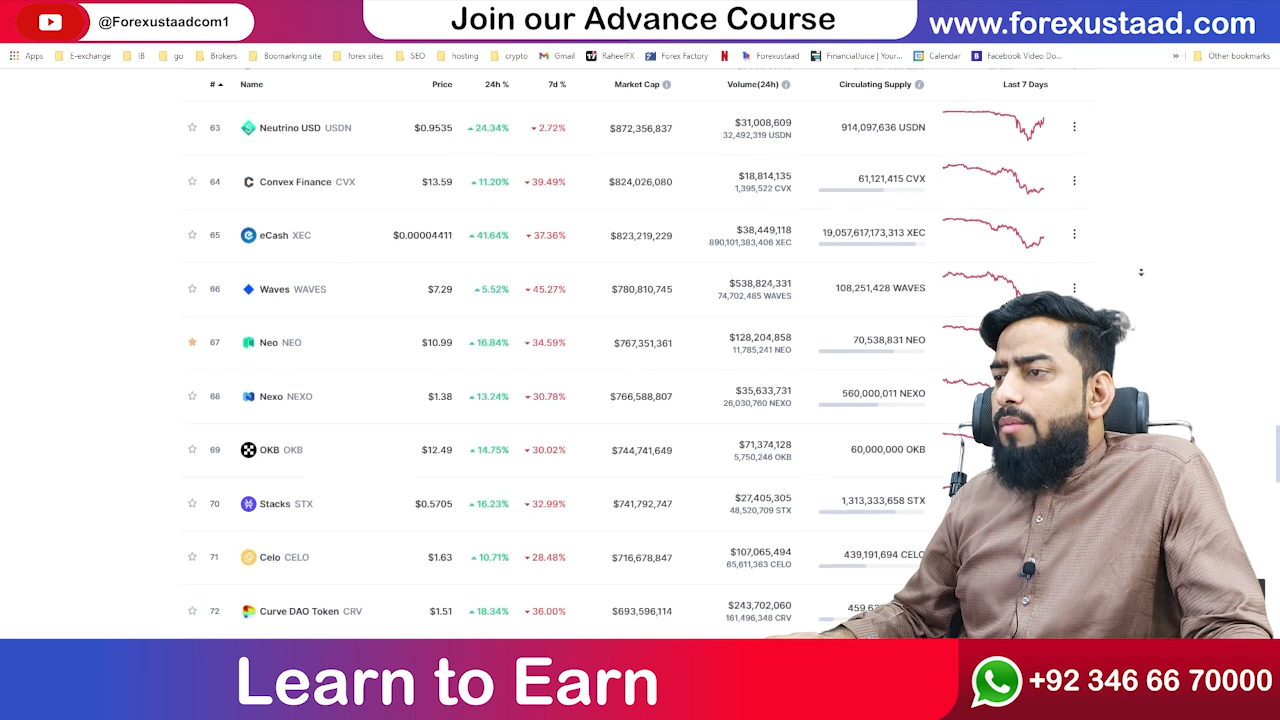 @Forexustaadcom1
Join our Advance Course
www.forexustaad.com
Apps E-exchange IB go Brokers Boomarking site forex sites SEO hosting crypto Gmail RaheelFX Forex Factory Forexustaad FinancialJuice | Your... Calendar Facebook Video Do... » Other bookmarks
# Name Price 24h % 7d % Market Cap Volume(24h) Circulating Supply Last 7 Days
63 Neutrino USD USDN $0.9535 24.34% 2.72% $872,356,837 $31,008,609 914,097,636 USDN
32,492,319 USDN
64 Convex Finance CVX $13.59 11.20% 39.49% $824,026,080 $18,814,135 61,121,415 CVX
1,395,522 CVX
65 eCash XEC $0.00004411 41.64% 37.36% $823,219,229 $38,449,118 19,057,617,173,313 XEC
890,101,383,406 XEC
66 Waves WAVES $7.29 5.52% 45.27% $780,810,745 $538,824,331 108,251,428 WAVES
74,702,485 WAVES
67 Neo NEO $10.99 16.84% 34.59% $767,351,361 $128,204,858 70,538,831 NEO
11,785,241 NEO
68 Nexo NEXO $1.38 13.24% 30.78% $766,588,807 $35,633,731 560,000,011 NEXO
26,030,760 NEXO
69 OKB OKB $12.49 14.75% 30.02% $744,741,649 $71,374,128 60,000,000 OKB
5,750,246 OKB
70 Stacks STX $0.5705 16.23% 32.99% $741,792,747 $27,405,305 1,313,333,658 STX
48,520,709 STX
71 Celo CELO $1.63 10.71% 28.48% $716,678,847 $107,065,494 439,191,694 CELO
65,611,363 CELO
72 Curve DAO Token CRV $1.51 18.34% 36.00% $693,596,114 $243,702,060
161,496,348 CRV
Learn to Earn
+92 346 66 70000